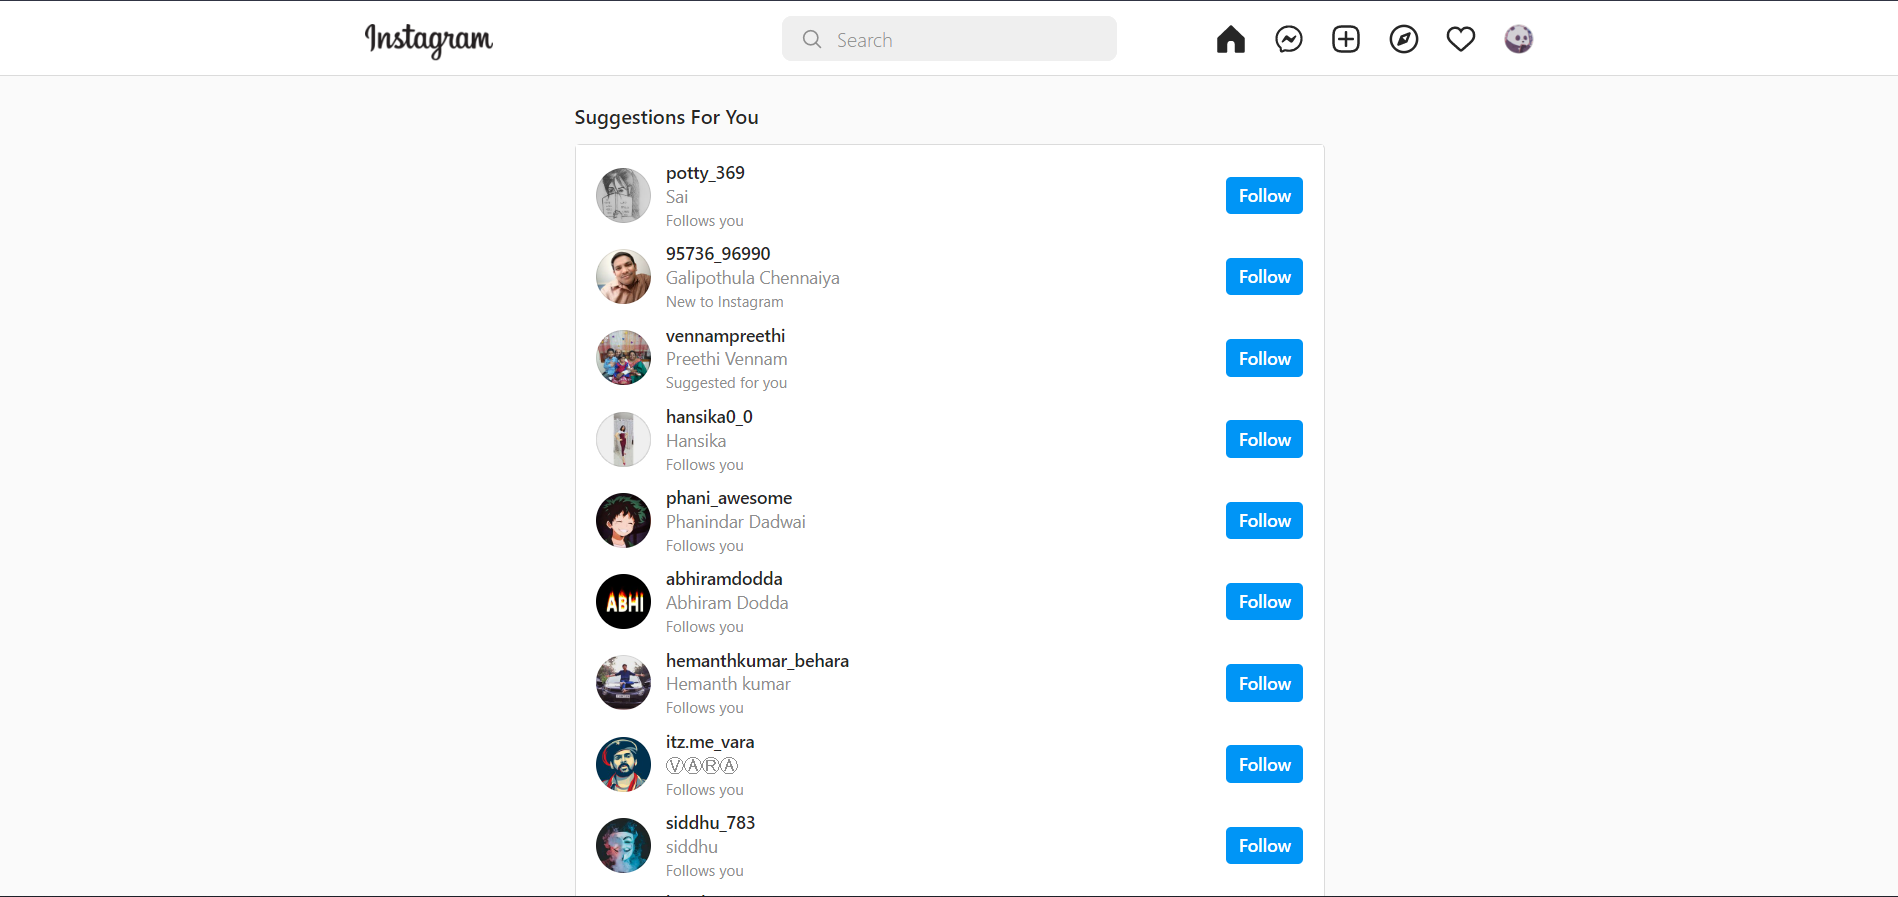 Instagram
Search
Suggestions For You
potty_369
Sai
Follows you
Follow
95736_96990
Galipothula Chennaiya
New to Instagram
Follow
vennampreethi
Preethi Vennam
Suggested for you
Follow
hansika0_0
Hansika
Follows you
Follow
phani_awesome
Phanindar Dadwai
Follows you
Follow
ABHI
abhiramdodda
Abhiram Dodda
Follows you
Follow
hemanthkumar_behara
Hemanth kumar
Follows you
Follow
itz.me_vara
ⓋⒶⓇⒶ
Follows you
Follow
siddhu_783
siddhu
Follows you
Follow